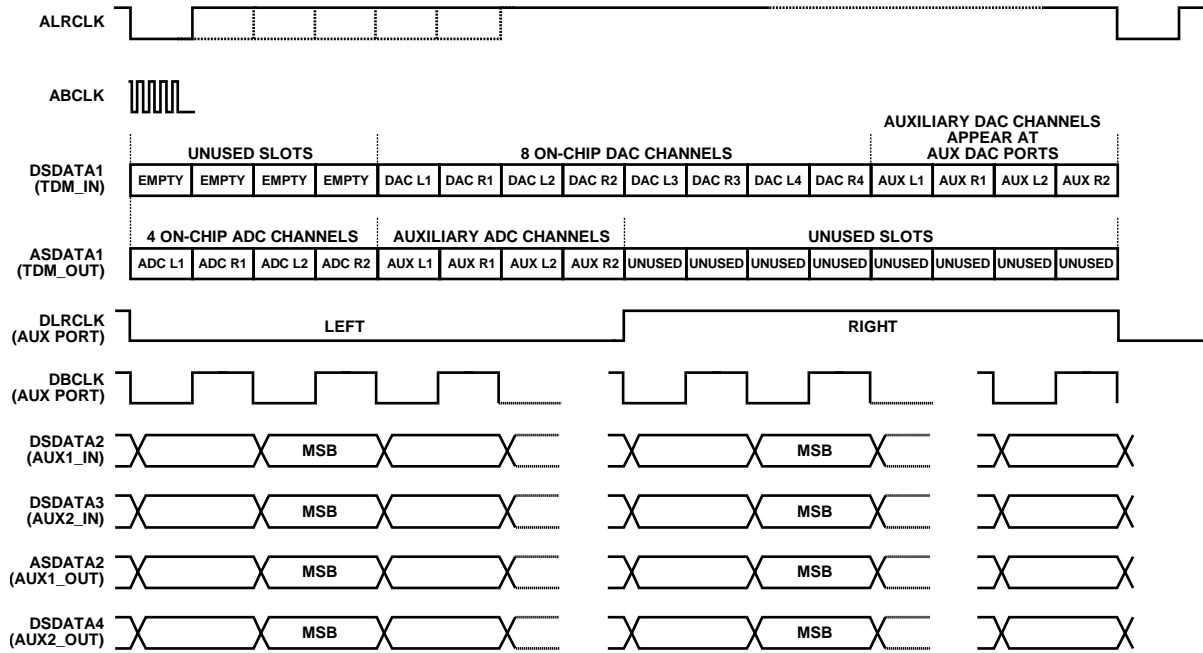 ALRCLK
ABCLK
AUXILIARY DAC CHANNELS
APPEAR AT
AUX DAC PORTS
UNUSED SLOTS
8 ON-CHIP DAC CHANNELS
DSDATA1
(TDM_IN)
EMPTY EMPTY EMPTY EMPTY DAC L1 DAC R1 DAC L2 DAC R2 DAC L3 DAC R3 DAC L4 DAC R4 AUX L1 AUX R1 AUX L2 AUX R2
4 ON-CHIP ADC CHANNELS
AUXILIARY ADC CHANNELS
UNUSED SLOTS
ASDATA1
(TDM_OUT)
ADC L1 ADC R1 ADC L2 ADC R2 AUX L1 AUX R1 AUX L2 AUX R2 UNUSED UNUSED UNUSED UNUSED UNUSED UNUSED UNUSED UNUSED
DLRCLK
(AUX PORT)
LEFT
RIGHT
DBCLK
(AUX PORT)
DSDATA2
(AUX1_IN)
MSB
MSB
DSDATA3
(AUX2_IN)
MSB
MSB
ASDATA2
(AUX1_OUT)
MSB
MSB
DSDATA4
(AUX2_OUT)
MSB
MSB